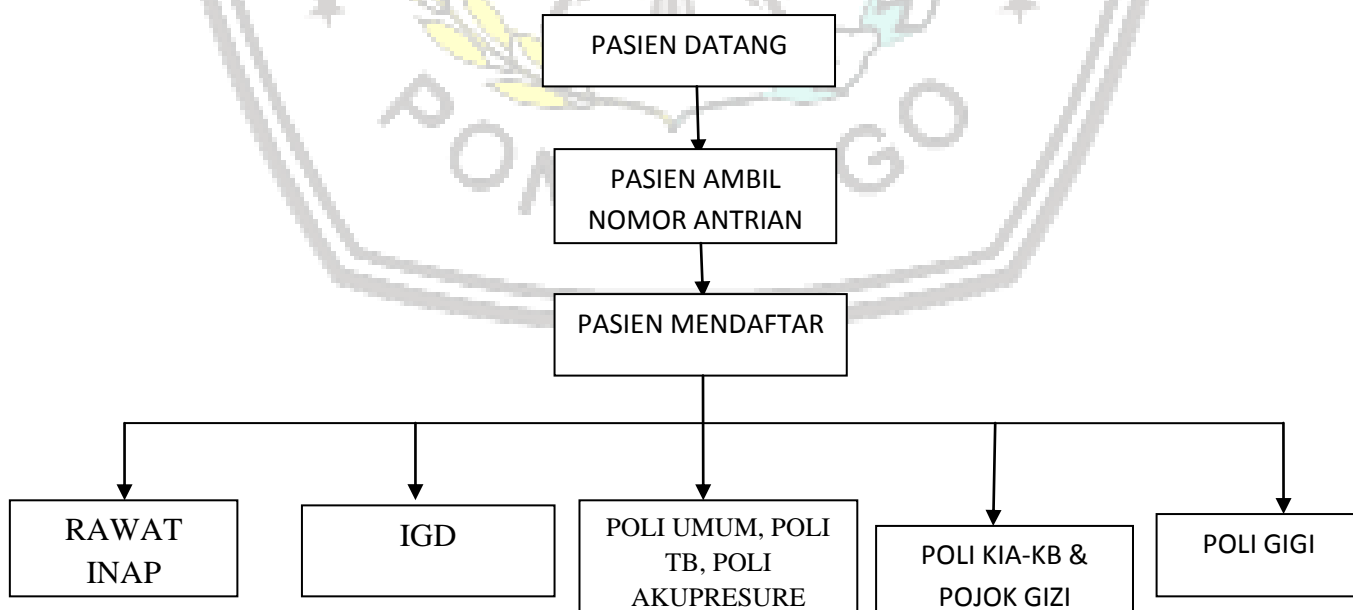 PASIEN DATANG
PASIEN AMBIL
NOMOR ANTRIAN
PASIEN MENDAFTAR
RAWAT
INAP
IGD
POLI UMUM, POLI
TB, POLI
AKUPRESURE
POLI KIA-KB &
POJOK GIZI
POLI GIGI